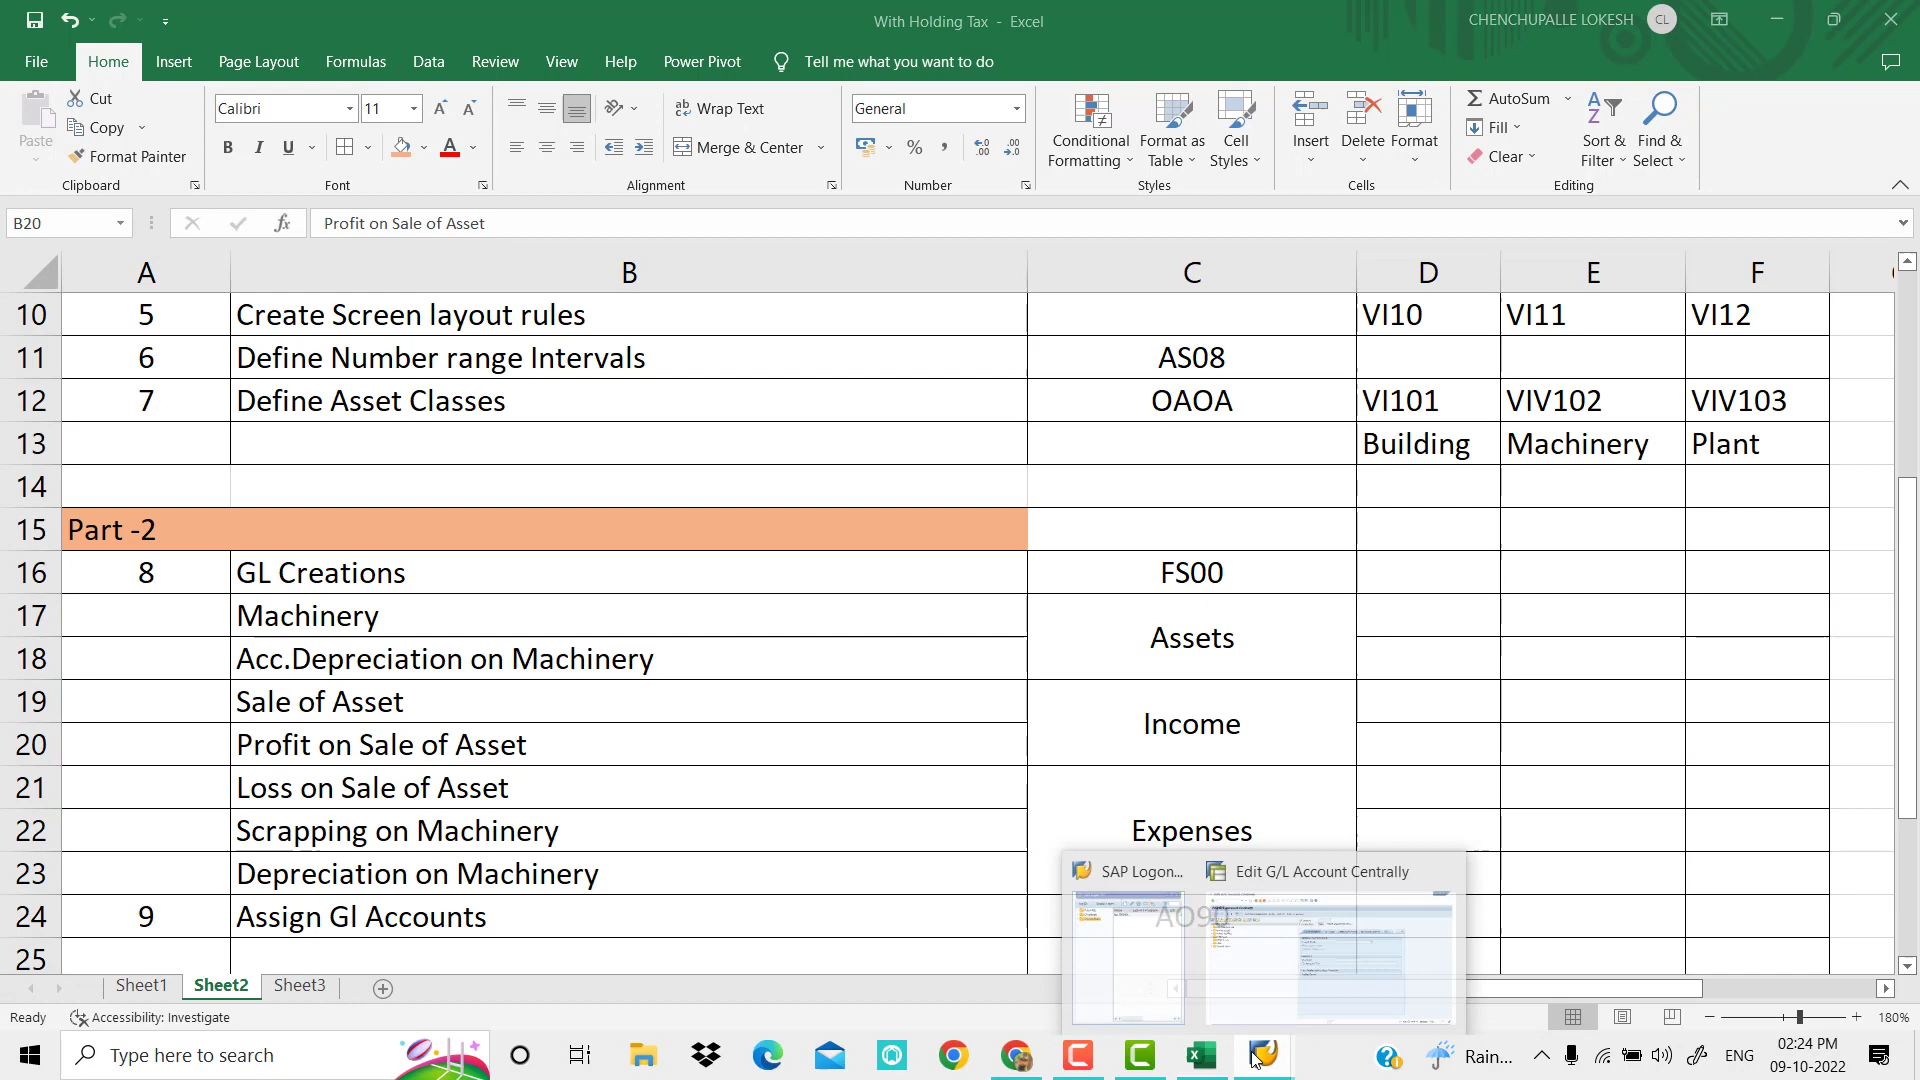 With Holding Tax - Excel
CHENCHUPALLE LOKESH
CL
File
Home
Insert
Page Layout
Formulas
Data
Review
View
Help
Power Pivot
Tell me what you want to do
Paste
Cut
Copy
Format Painter
Clipboard
Calibri
11
B I U
Font
Wrap Text
Merge & Center
Alignment
General
Number
Conditional Formatting
Format as Table
Cell Styles
Styles
Insert
Delete
Format
Cells
AutoSum
Fill
Clear
Sort & Filter
Find & Select
Editing
B20
fx
Profit on Sale of Asset
A B C D E F
10 5 Create Screen layout rules VI10 VI11 VI12
11 6 Define Number range Intervals AS08
12 7 Define Asset Classes OAOA VI101 VIV102 VIV103
13 Building Machinery Plant
14
15 Part -2
16 8 GL Creations FS00
17 Machinery
Assets
18 Acc.Depreciation on Machinery
19 Sale of Asset
Income
20 Profit on Sale of Asset
21 Loss on Sale of Asset
22 Scrapping on Machinery Expenses
23 Depreciation on Machinery
24 9 Assign Gl Accounts AO90
25
SAP Logon...
Edit G/L Account Centrally
Sheet1
Sheet2
Sheet3
Ready
Accessibility: Investigate
180%
Type here to search
Rain...
ENG
02:24 PM
09-10-2022